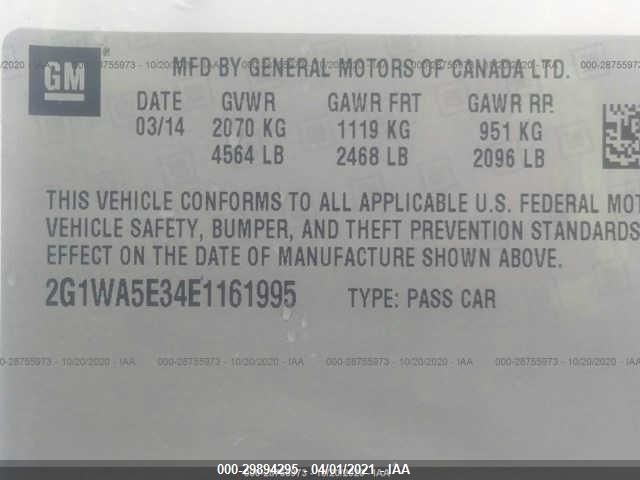 GM
MFD BY GENERAL MOTORS OF CANADA LTD.
DATE GVWR GAWR FRT GAWR RR
03/14 2070 KG 1119 KG 951 KG
4564 LB 2468 LB 2096 LB
THIS VEHICLE CONFORMS TO ALL APPLICABLE U.S. FEDERAL MOT
VEHICLE SAFETY, BUMPER, AND THEFT PREVENTION STANDARDS
EFFECT ON THE DATE OF MANUFACTURE SHOWN ABOVE.
2G1WA5E34E1161995 TYPE: PASS CAR
000-28755973 - 10/20/2020 - IAA
000-29894295 - 04/01/2021 - IAA